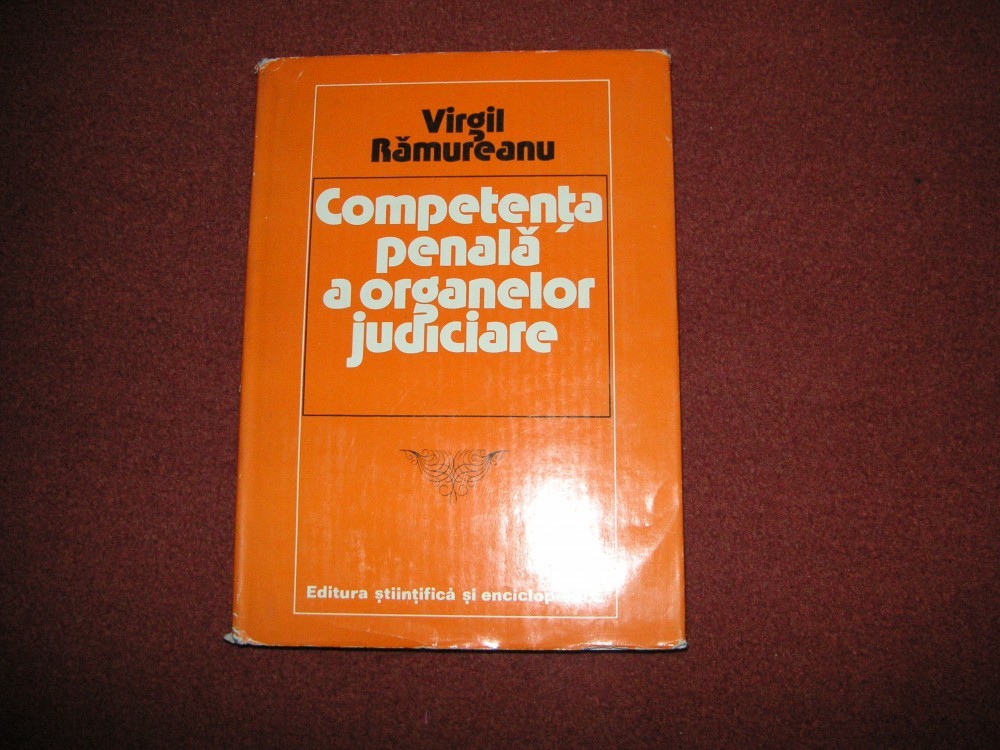 Virgil
Rămureanu
Competența
penală
a organelor
judiciare
Editura științifică și